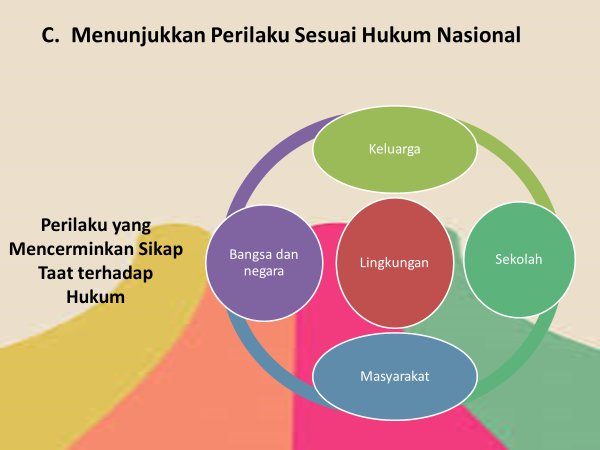 C. Menunjukkan Perilaku Sesuai Hukum Nasional
Keluarga
Perilaku yang
Mencerminkan Sikap
Taat terhadap
Hukum
Bangsa dan
negara
Lingkungan
Sekolah
Masyarakat